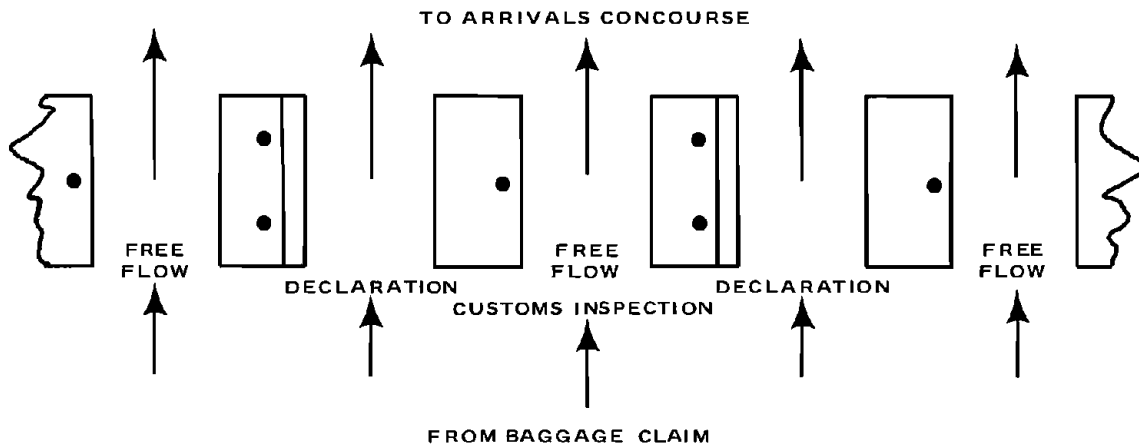 TO ARRIVALS CONCOURSE
FREE
FLOW
FREE
FLOW
FREE
FLOW
DECLARATION
DECLARATION
CUSTOMS INSPECTION
FROM BAGGAGE CLAIM